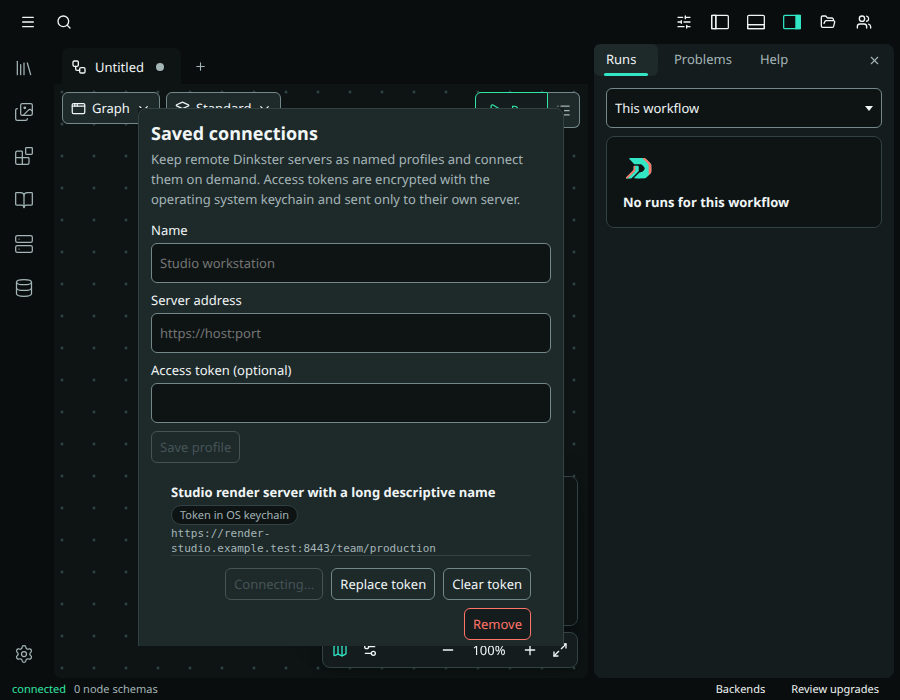 Untitled
Runs
Problems
Help
Graph
Standard
This workflow
No runs for this workflow
Saved connections
Keep remote Dinkster servers as named profiles and connect
them on demand. Access tokens are encrypted with the
operating system keychain and sent only to their own server.
Name
Studio workstation
Server address
https://host:port
Access token (optional)
Save profile
Studio render server with a long descriptive name
Token in OS keychain
https://render-
studio.example.test:8443/team/production
Connecting...
Replace token
Clear token
Remove
100%
connected
0 node schemas
Backends
Review upgrades